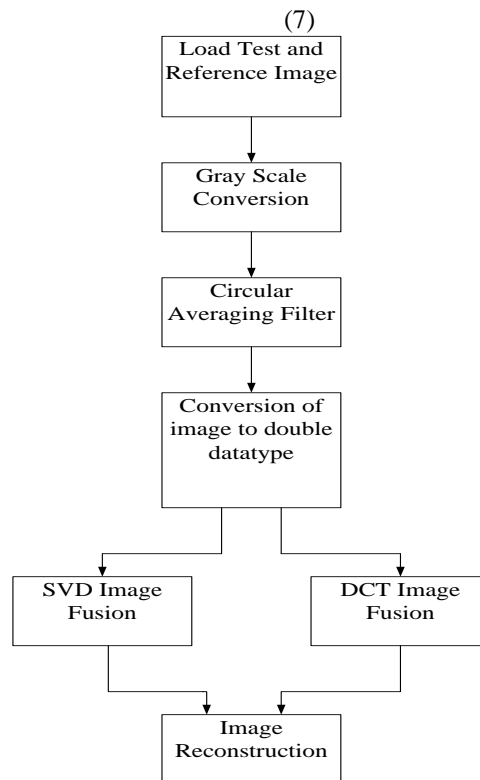 (7)
Load Test and
Reference Image
Gray Scale
Conversion
Circular
Averaging Filter
Conversion of
image to double
datatype
SVD Image
Fusion
DCT Image
Fusion
Image
Reconstruction